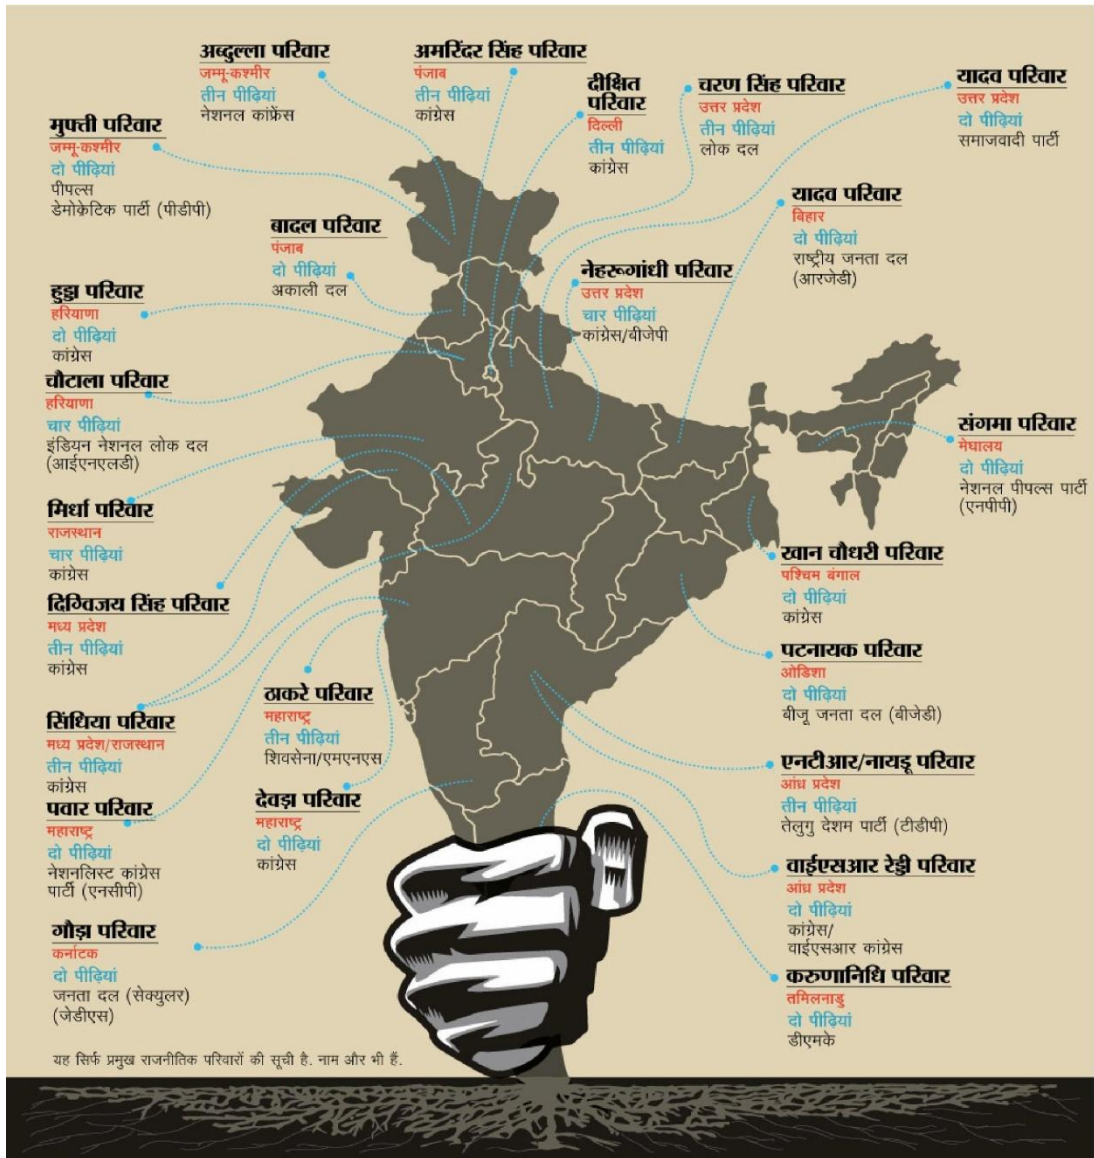 अब्दुल्ला परिवार
जम्मू-कश्मीर
तीन पीढ़ियां
नेशनल कांफ्रेंस
अमरिंदर सिंह परिवार
पंजाब
तीन पीढ़ियां
कांग्रेस
दीक्षित
परिवार
दिल्ली
तीन पीढ़ियां
कांग्रेस
चरण सिंह परिवार
उत्तर प्रदेश
तीन पीढ़ियां
लोक दल
यादव परिवार
उत्तर प्रदेश
दो पीढ़ियां
समाजवादी पार्टी
मुफ्ती परिवार
जम्मू-कश्मीर
दो पीढ़ियां
पीपल्स
डेमोक्रेटिक पार्टी (पीडीपी)
बादल परिवार
पंजाब
दो पीढ़ियां
अकाली दल
यादव परिवार
बिहार
दो पीढ़ियां
राष्ट्रीय जनता दल
(आरजेडी)
नेहरूगांधी परिवार
उत्तर प्रदेश
चार पीढ़ियां
कांग्रेस/बीजेपी
हुड्डा परिवार
हरियाणा
दो पीढ़ियां
कांग्रेस
चौटाला परिवार
हरियाणा
चार पीढ़ियां
इंडियन नेशनल लोक दल
(आईएनएलडी)
संगमा परिवार
मेघालय
दो पीढ़ियां
नेशनल पीपल्स पार्टी
(एनपीपी)
मिर्धा परिवार
राजस्थान
चार पीढ़ियां
कांग्रेस
खान चौधरी परिवार
पश्चिम बंगाल
दो पीढ़ियां
कांग्रेस
दिग्विजय सिंह परिवार
मध्य प्रदेश
तीन पीढ़ियां
कांग्रेस
पटनायक परिवार
ओडिशा
दो पीढ़ियां
बीजू जनता दल (बीजेडी)
ठाकरे परिवार
महाराष्ट्र
तीन पीढ़ियां
शिवसेना/एमएनएस
सिंधिया परिवार
मध्य प्रदेश/राजस्थान
तीन पीढ़ियां
कांग्रेस
एनटीआर/नायडू परिवार
आंध्र प्रदेश
तीन पीढ़ियां
तेलुगु देशम पार्टी (टीडीपी)
देवड़ा परिवार
महाराष्ट्र
दो पीढ़ियां
कांग्रेस
पवार परिवार
महाराष्ट्र
दो पीढ़ियां
नेशनलिस्ट कांग्रेस
पार्टी (एनसीपी)
वाईएसआर रेड्डी परिवार
आंध्र प्रदेश
दो पीढ़ियां
कांग्रेस/
वाईएसआर कांग्रेस
गौड़ा परिवार
कर्नाटक
दो पीढ़ियां
जनता दल (सेक्युलर)
(जेडीएस)
करुणानिधि परिवार
तमिलनाडु
दो पीढ़ियां
डीएमके
यह सिर्फ प्रमुख राजनीतिक परिवारों की सूची है. नाम और भी हैं.